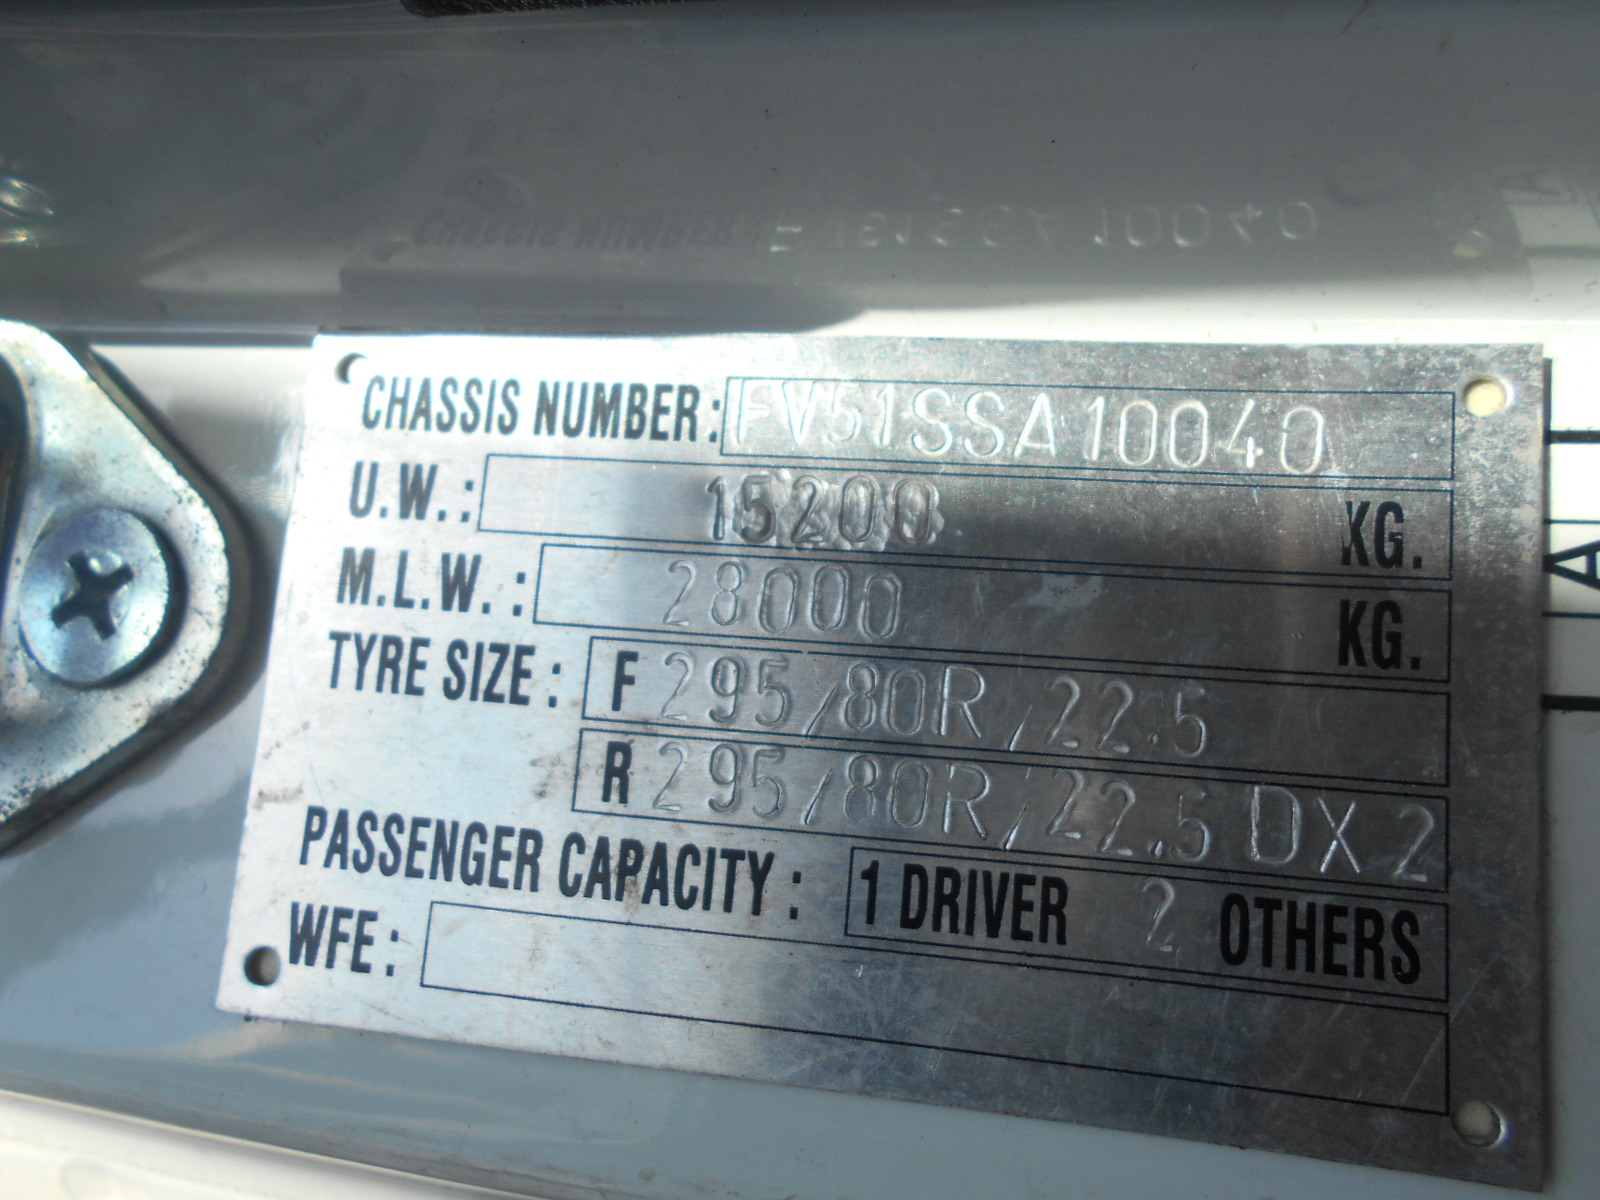 CHASSIS NUMBER: FV51SSA10040
U.W.: 15200 KG.
M.L.W.: 28000 KG.
TYRE SIZE: F 295/80R/22.5
R 295/80R/22.5 DX2
PASSENGER CAPACITY: 1 DRIVER 2 OTHERS
WFE:
A